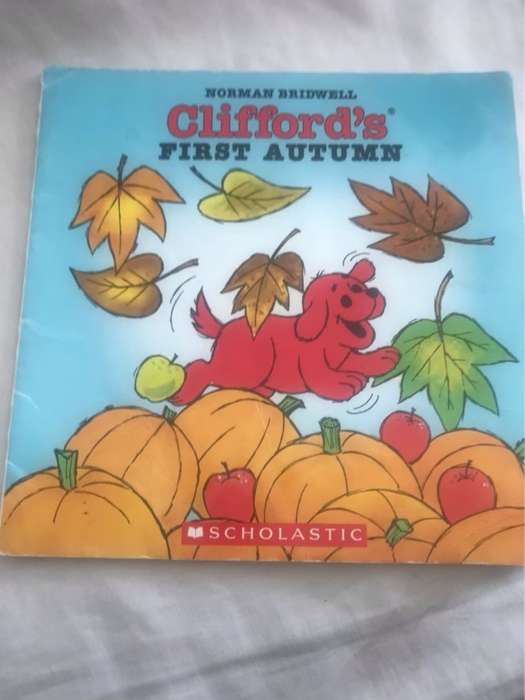 NORMAN BRIDWELL
Clifford's®
FIRST AUTUMN
SCHOLASTIC